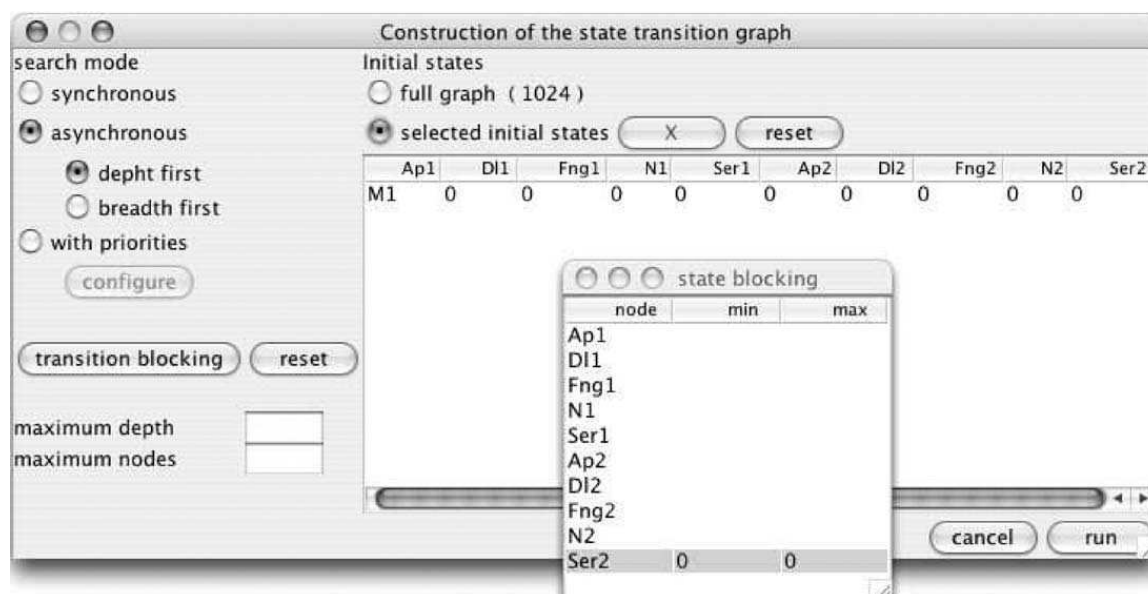 Construction of the state transition graph
search mode
synchronous
asynchronous
depht first
breadth first
with priorities
configure
transition blocking reset
maximum depth
maximum nodes
Initial states
full graph ( 1024 )
selected initial states X reset
Ap1 Dl1 Fng1 N1 Ser1 Ap2 Dl2 Fng2 N2 Ser2
M1 0 0 0 0 0 0 0 0 0
state blocking
node min max
Ap1
Dl1
Fng1
N1
Ser1
Ap2
Dl2
Fng2
N2
Ser2 0 0
cancel run